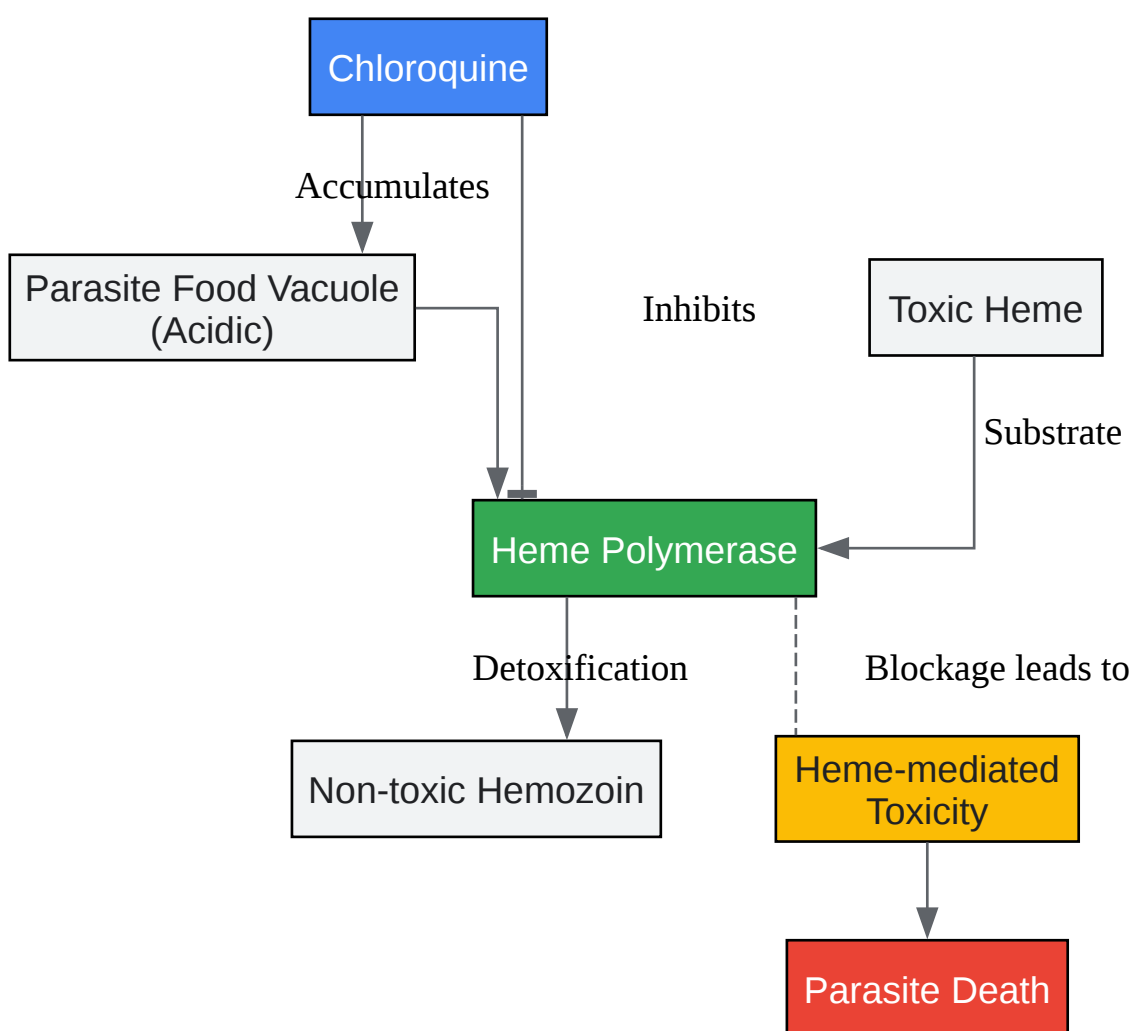 Chloroquine
Accumulates
Parasite Food Vacuole
(Acidic)
Inhibits
Toxic Heme
Substrate
Heme Polymerase
Detoxification
Blockage leads to
Non-toxic Hemozoin
Heme-mediated
Toxicity
Parasite Death